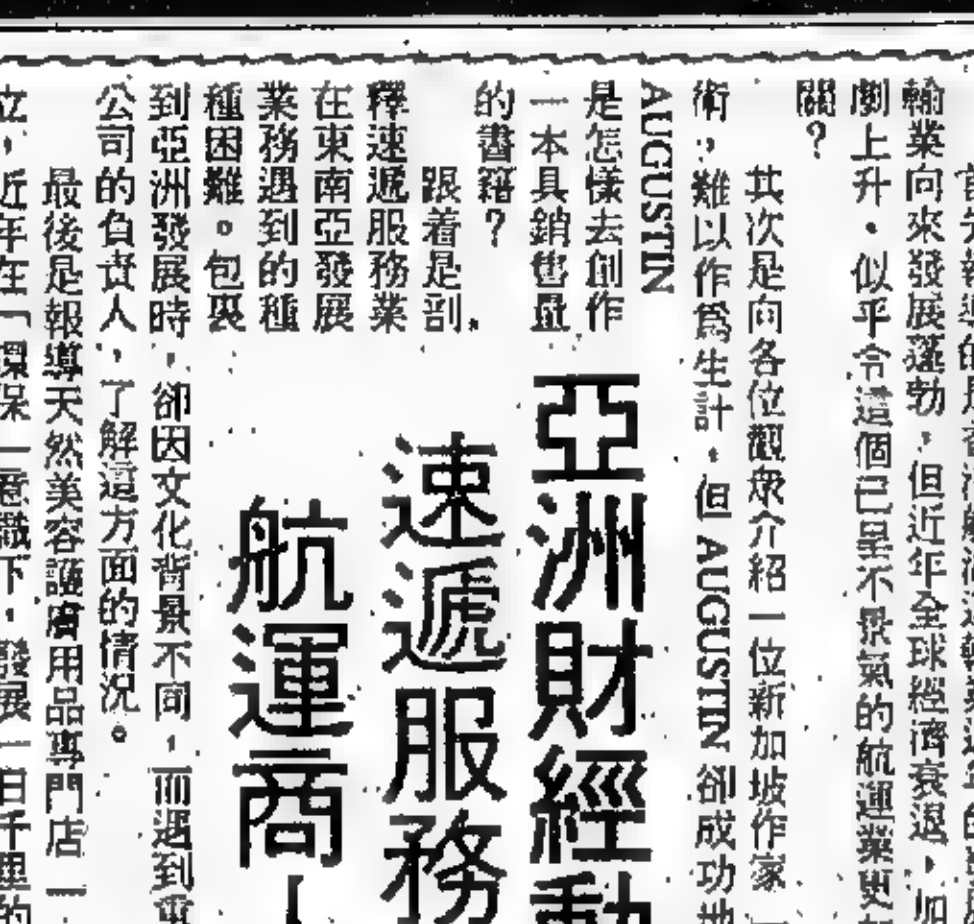 輸業向來發展蓬勃，但近年全球經濟衰退，加
劇上升，似乎令這個已呈不景氣的航運業更
關？
其次是向各位觀眾介紹一位新加坡作家
術，難以作為生計，但 AUGUSTIN 卻成功地
AUGUSTIN
是怎樣去創作
一本具銷售量
的書籍？
跟着是剖
釋速遞服務業
在東南亞發展
業務遇到的種
種困難。包裹
到亞洲發展時，卻因文化背景不同，而遇到
公司的負責人，了解這方面的情況。
最後是報導天然美容護膚用品專門店一
立，近年在「環保」意識下，發展一日千里的
亞洲財經動
速遞服務
航運商